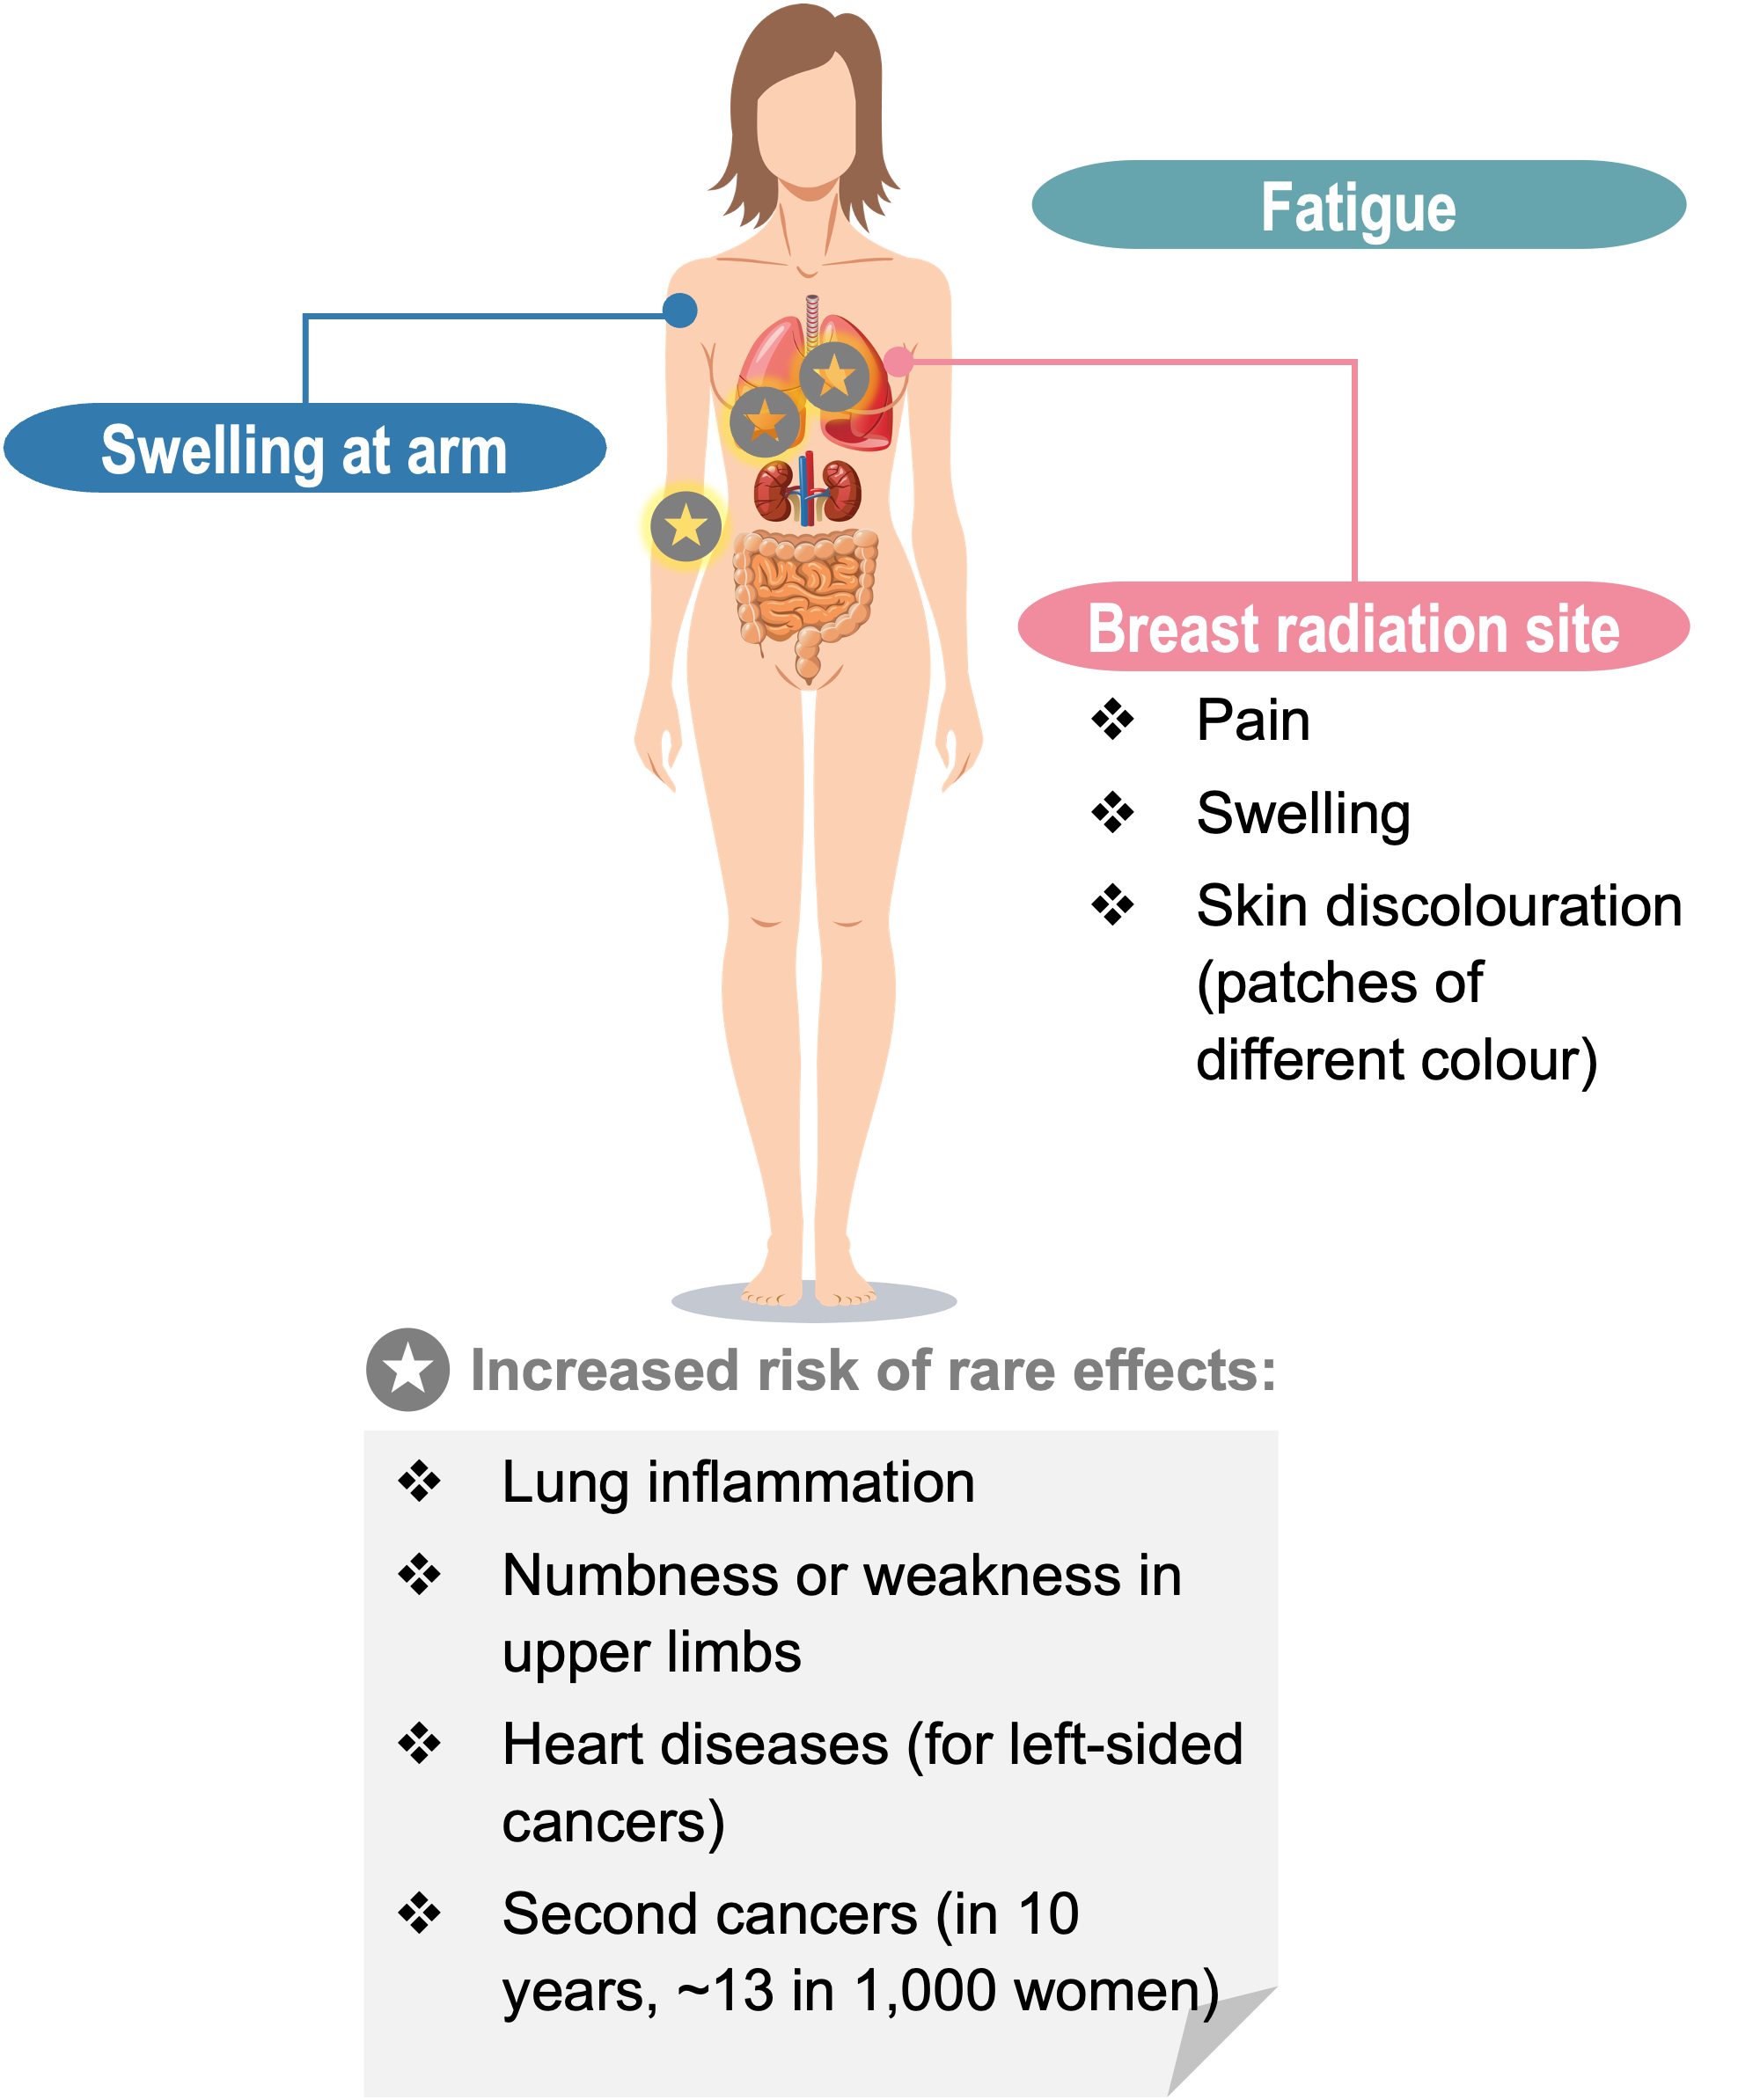 Fatigue
Swelling at arm
Breast radiation site
❖ Pain
❖ Swelling
❖ Skin discolouration
(patches of
different colour)
Increased risk of rare effects:
❖ Lung inflammation
❖ Numbness or weakness in
upper limbs
❖ Heart diseases (for left-sided
cancers)
❖ Second cancers (in 10
years, ~13 in 1,000 women)